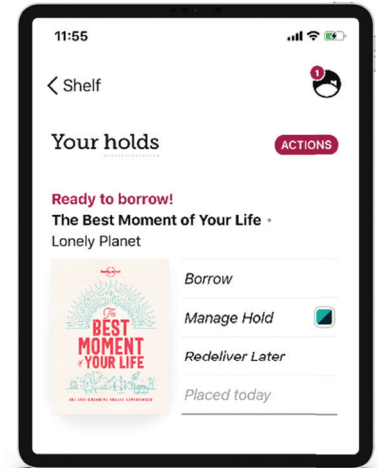 11:55
Shelf
1
Your holds
ACTIONS
Ready to borrow!
The Best Moment of Your Life
Lonely Planet
The
BEST
MOMENT
of YOUR LIFE
Borrow
Manage Hold
Redeliver Later
Placed today